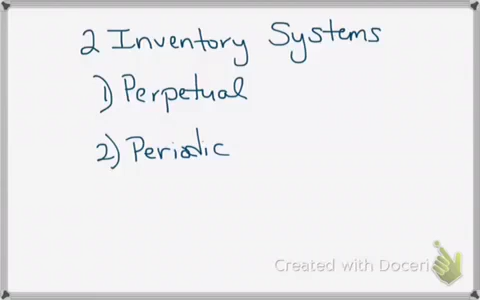 2 Inventory Systems
1) Perpetual
2) Periodic
Created with Doceri